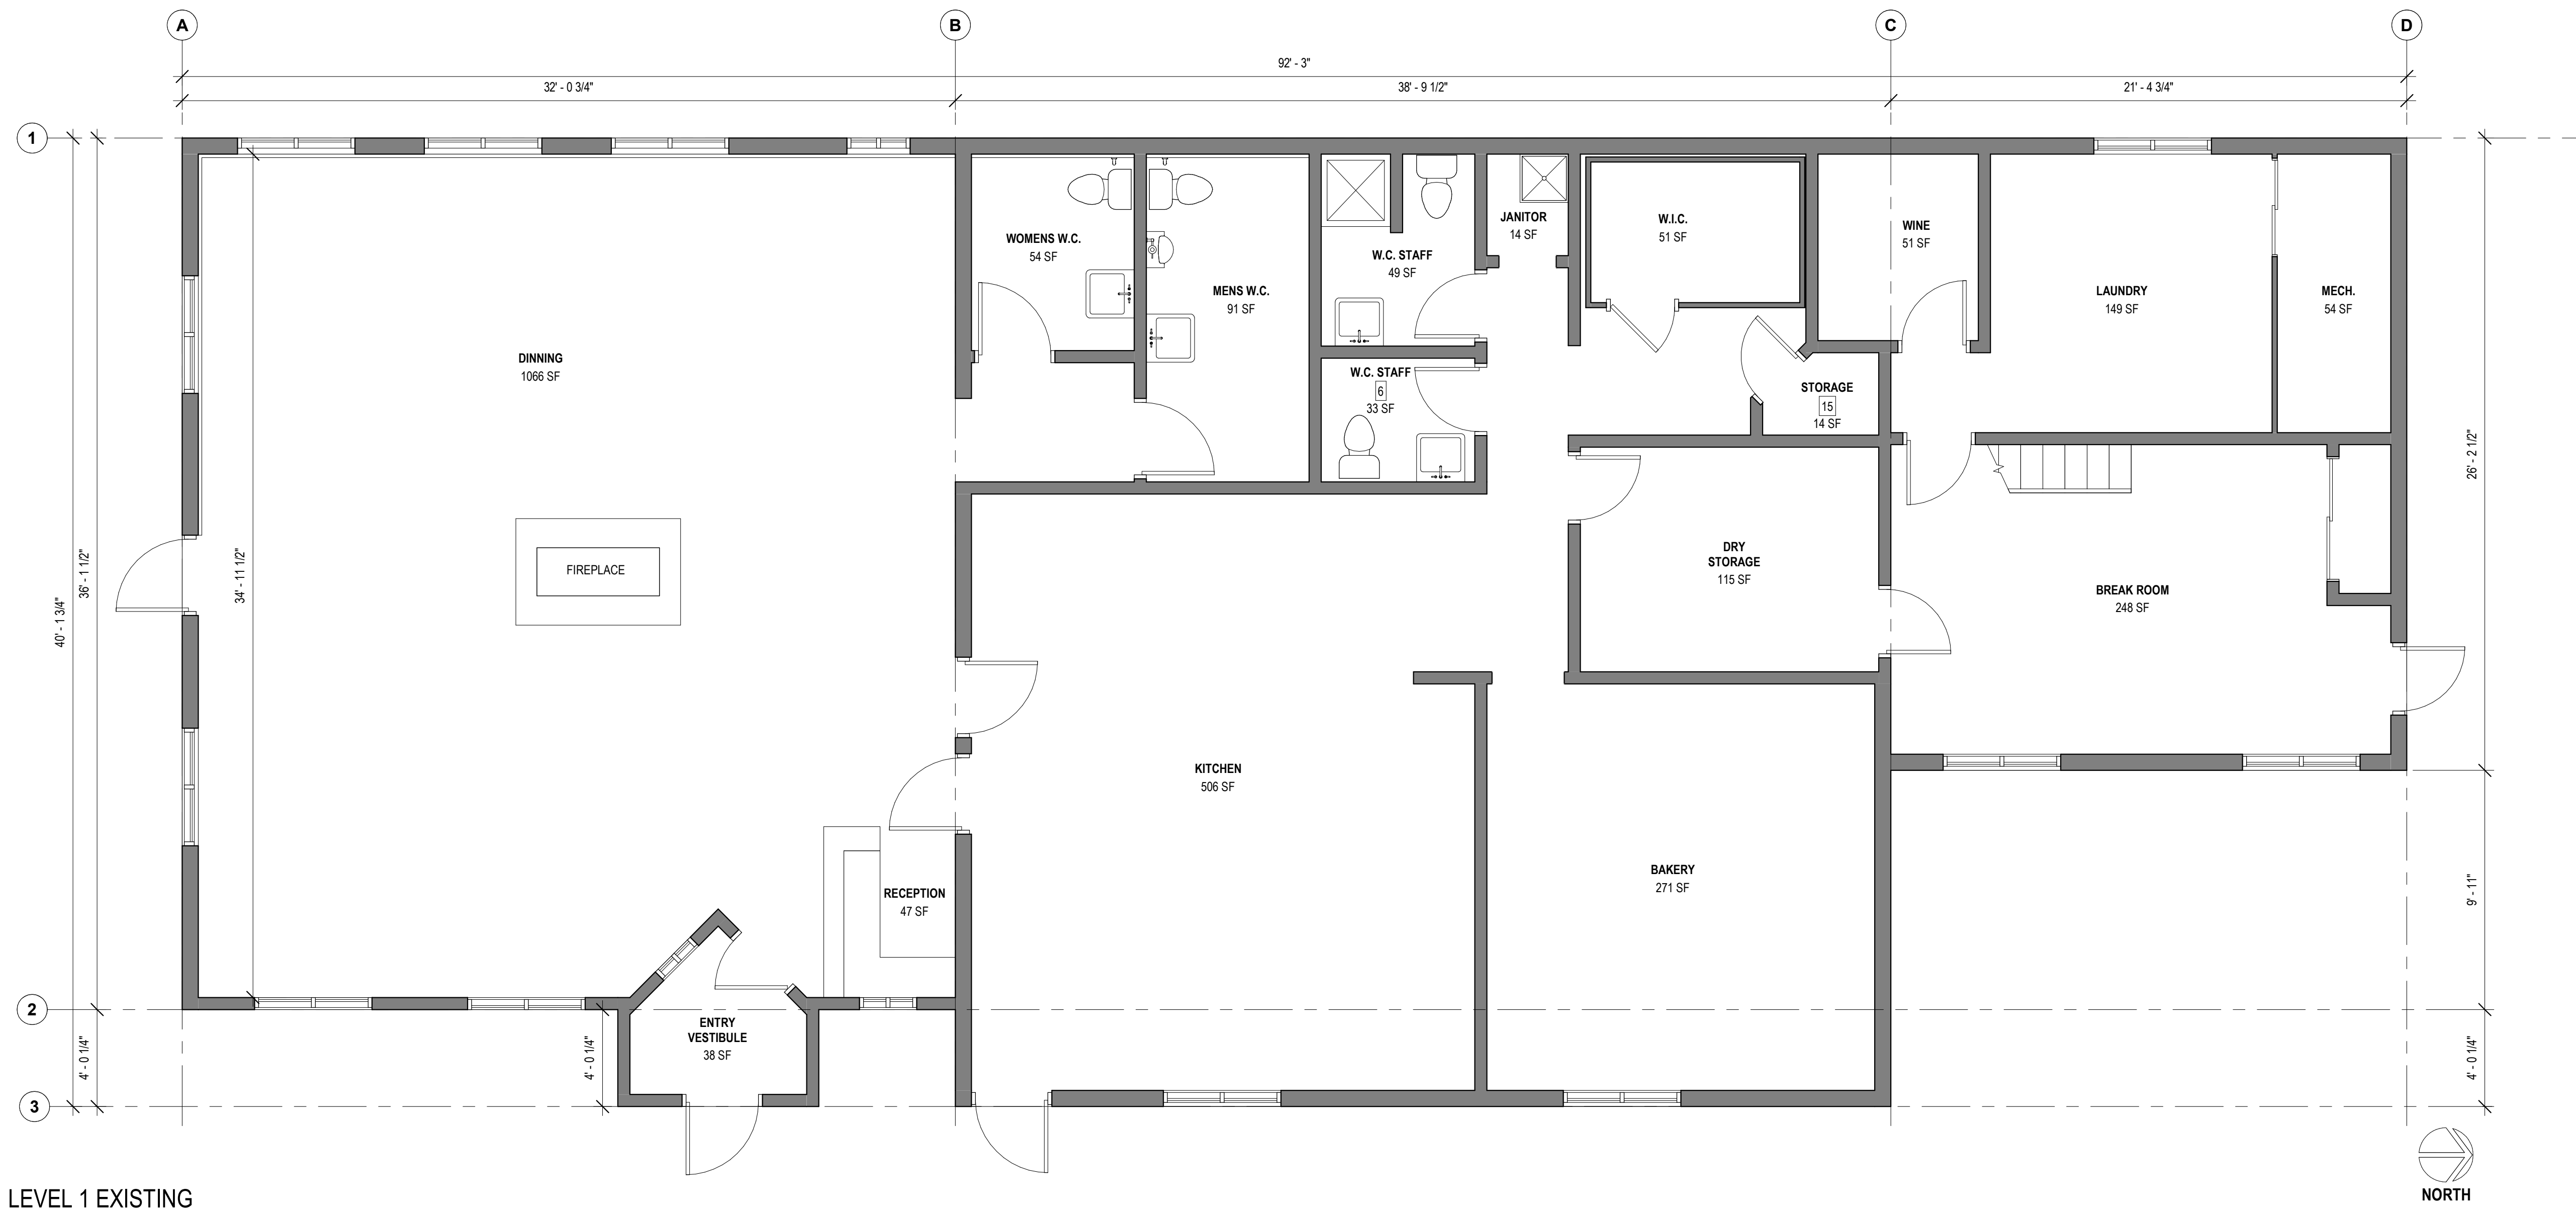 A
B
C
D
92' - 3"
32' - 0 3/4"
38' - 9 1/2"
21' - 4 3/4"
1
2
3
40' - 1 3/4"
36' - 1 1/2"
4' - 0 1/4"
34' - 11 1/2"
4' - 0 1/4"
26' - 2 1/2"
9' - 11"
4' - 0 1/4"
DINNING
1066 SF
FIREPLACE
WOMENS W.C.
54 SF
MENS W.C.
91 SF
W.C. STAFF
49 SF
W.C. STAFF
6
33 SF
JANITOR
14 SF
W.I.C.
51 SF
WINE
51 SF
STORAGE
15
14 SF
LAUNDRY
149 SF
MECH.
54 SF
DRY
STORAGE
115 SF
BREAK ROOM
248 SF
KITCHEN
506 SF
BAKERY
271 SF
RECEPTION
47 SF
ENTRY
VESTIBULE
38 SF
NORTH
LEVEL 1 EXISTING